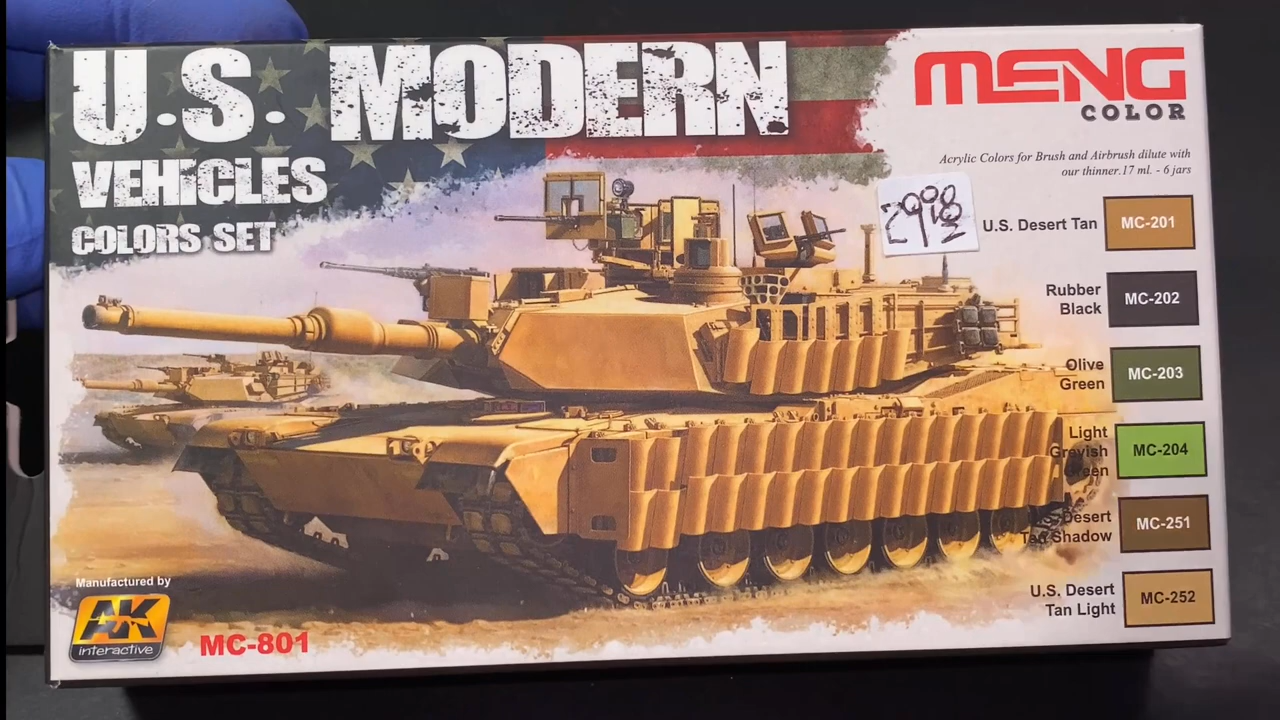 U.S. MODERN
VEHICLES
COLORS SET
MENG
COLOR
Acrylic Colors for Brush and Airbrush dilute with
our thinner.17 ml. - 6 jars
U.S. Desert Tan
MC-201
Rubber
Black
MC-202
Olive
Green
MC-203
Light
Greyish
Green
MC-204
Desert
Tan Shadow
MC-251
U.S. Desert
Tan Light
MC-252
Manufactured by
AK
interactive
MC-801